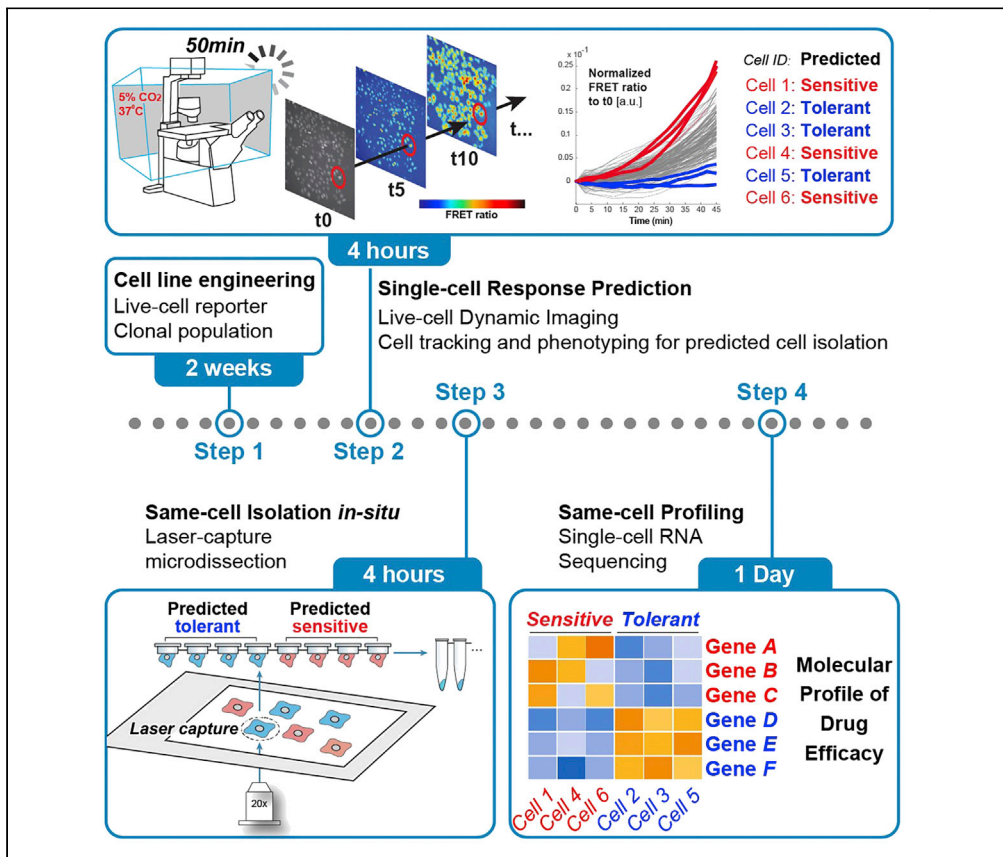 50min
5% CO2
37°C
t0
t5
t10
t...
FRET ratio
x 10-1
0.25
0.2
0.15
0.1
0.05
0
Normalized
FRET ratio
to t0 [a.u.]
0 5 10 15 20 25 30 35 40 45
Time (min)
Cell ID: Predicted
Cell 1: Sensitive
Cell 2: Tolerant
Cell 3: Tolerant
Cell 4: Sensitive
Cell 5: Tolerant
Cell 6: Sensitive
4 hours
Cell line engineering
Live-cell reporter
Clonal population
2 weeks
Single-cell Response Prediction
Live-cell Dynamic Imaging
Cell tracking and phenotyping for predicted cell isolation
Step 1
Step 2
Step 3
Step 4
Same-cell Isolation in-situ
Laser-capture
microdissection
4 hours
Predicted
tolerant
Predicted
sensitive
...
Laser capture
20x
Same-cell Profiling
Single-cell RNA
Sequencing
1 Day
Sensitive Tolerant
Gene A
Gene B
Gene C
Gene D
Gene E
Gene F
Cell 1
Cell 4
Cell 6
Cell 2
Cell 3
Cell 5
Molecular
Profile of
Drug
Efficacy